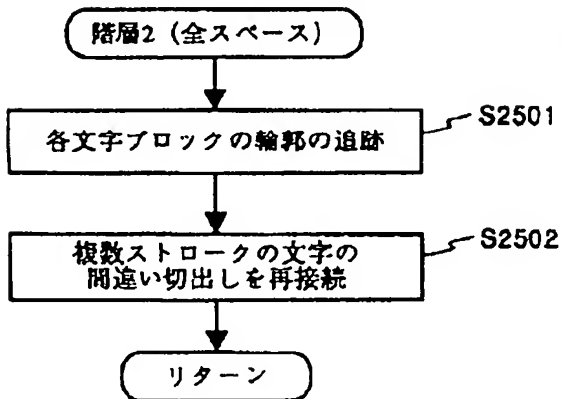 階層2（全スペース）
各文字ブロックの輪郭の追跡
S2501
複数ストロークの文字の
間違い切出しを再接続
S2502
リターン